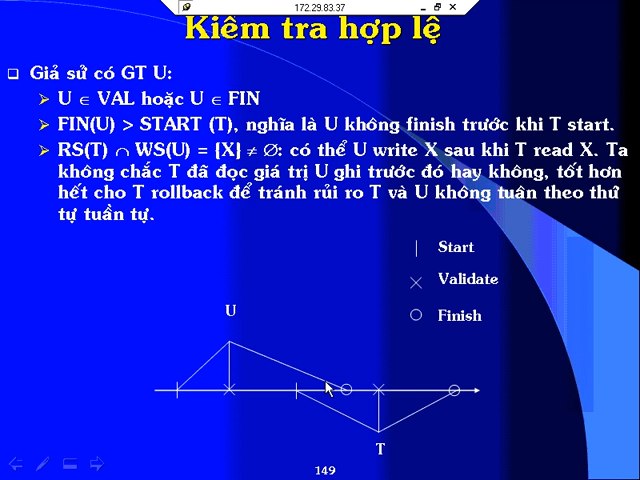 172.29.83.37
Kiểm tra hợp lệ
Giả sử có GT U:
U ∈ VAL hoặc U ∈ FIN
FIN(U) > START (T), nghĩa là U không finish trước khi T start.
RS(T) ∩ WS(U) = {X} ≠ ∅: có thể U write X sau khi T read X. Ta
không chắc T đã đọc giá trị U ghi trước đó hay không, tốt hơn
hết cho T rollback để tránh rủi ro T và U không tuân theo thứ
tự tuần tự.
Start
Validate
Finish
U
T
149